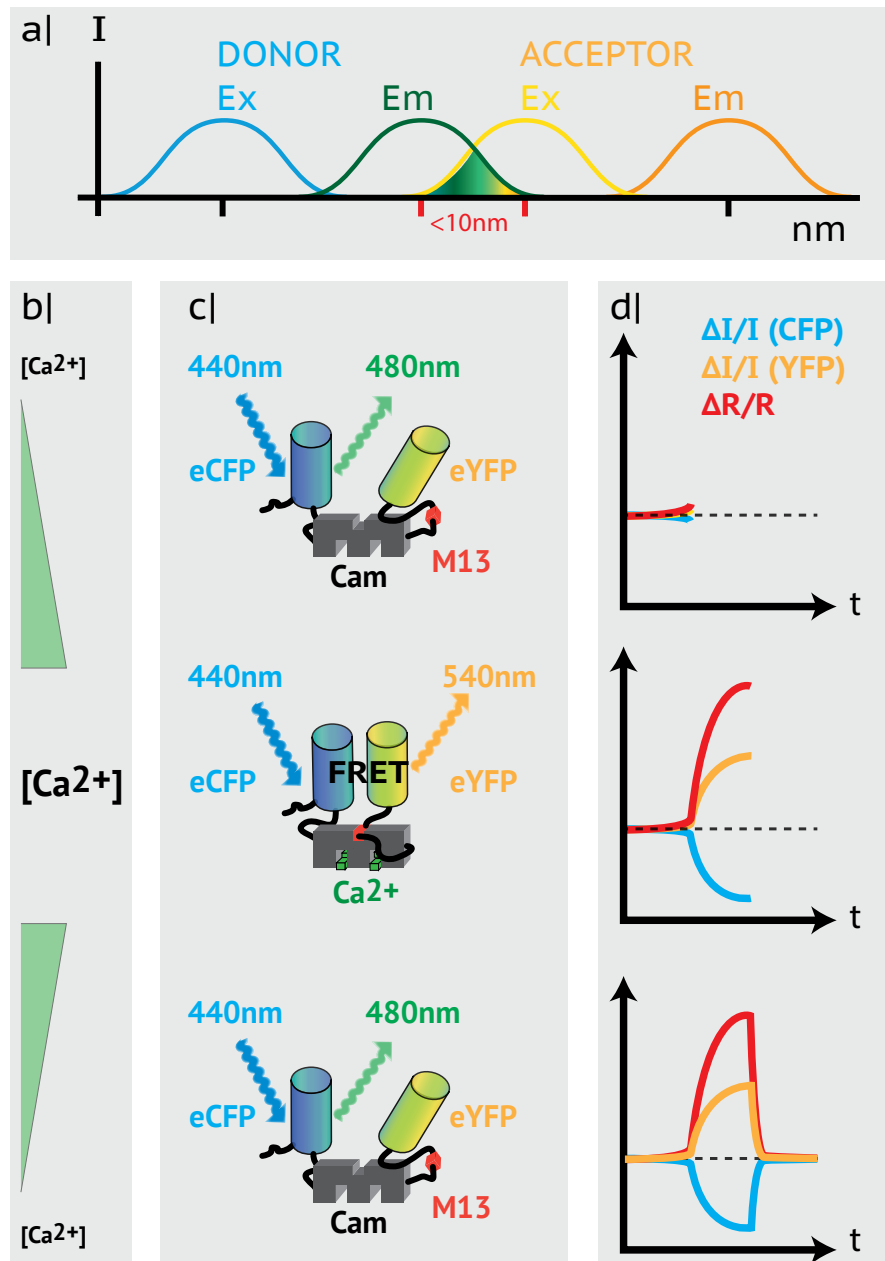 a| I
DONOR ACCEPTOR
Ex Em Ex Em
<10nm
nm
b|
[Ca2+]
[Ca2+]
[Ca2+]
c|
440nm 480nm
eCFP eYFP
M13
Cam
440nm 540nm
eCFP FRET eYFP
Ca2+
440nm 480nm
eCFP eYFP
M13
Cam
d|
ΔI/I (CFP)
ΔI/I (YFP)
ΔR/R
t
t
t